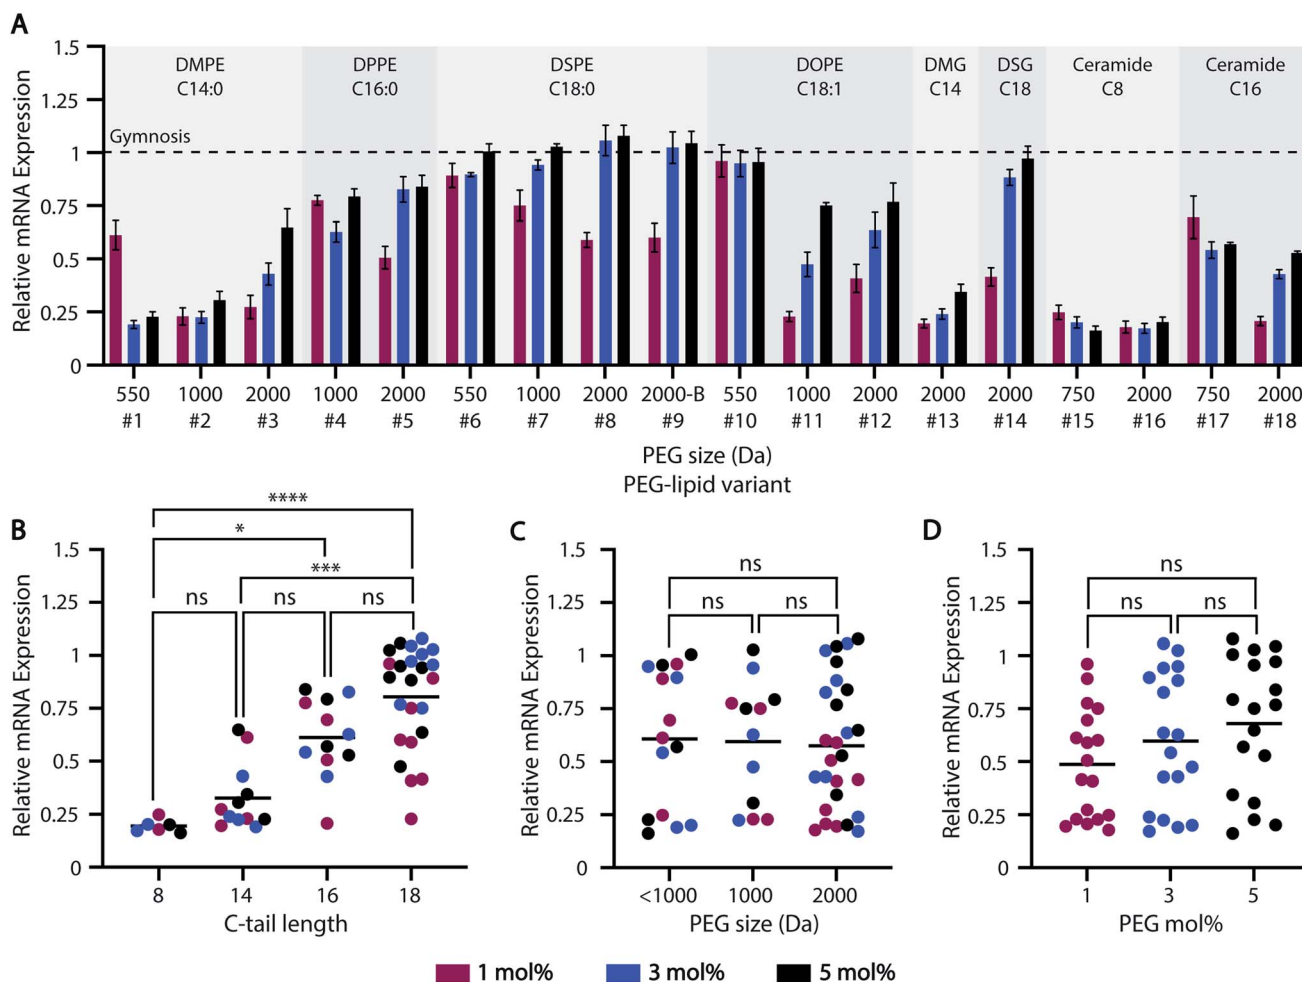 A
Relative mRNA Expression
1.5
1.25
1
0.75
0.5
0.25
0
DMPE
C14:0
DPPE
C16:0
DSPE
C18:0
DOPE
C18:1
DMG
C14
DSG
C18
Ceramide
C8
Ceramide
C16
Gymnosis
550 1000 2000 1000 2000 550 1000 2000 2000-B 550 1000 2000 2000 2000 750 2000 750 2000
#1 #2 #3 #4 #5 #6 #7 #8 #9 #10 #11 #12 #13 #14 #15 #16 #17 #18
PEG size (Da)
PEG-lipid variant
B
Relative mRNA Expression
1.5
1.25
1
0.75
0.5
0.25
0
****
*
***
ns ns ns
8 14 16 18
C-tail length
C
Relative mRNA Expression
1.5
1.25
1
0.75
0.5
0.25
0
ns
ns ns
<1000 1000 2000
PEG size (Da)
D
Relative mRNA Expression
1.5
1.25
1
0.75
0.5
0.25
0
ns
ns ns
1 3 5
PEG mol%
1 mol% 3 mol% 5 mol%